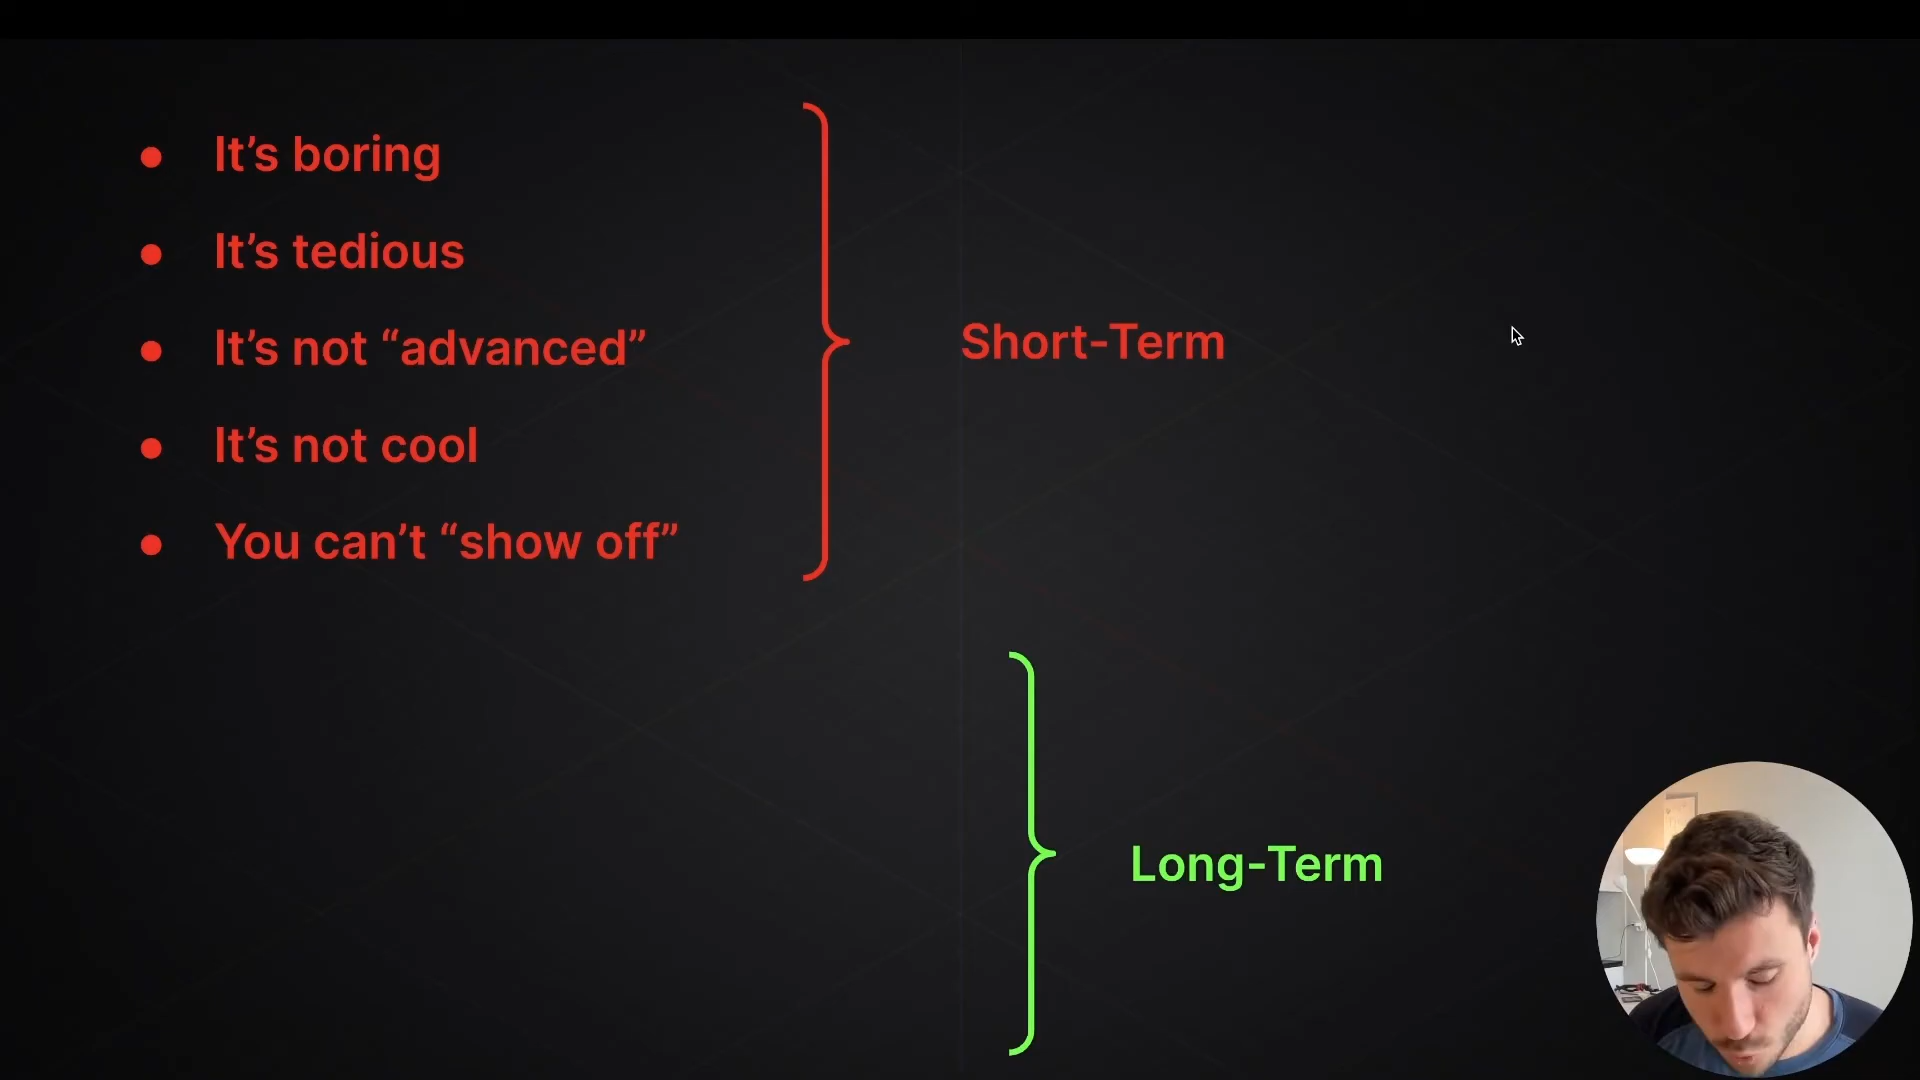 It’s boring
It’s tedious
It’s not “advanced”
It’s not cool
You can’t “show off”
Short-Term
Long-Term